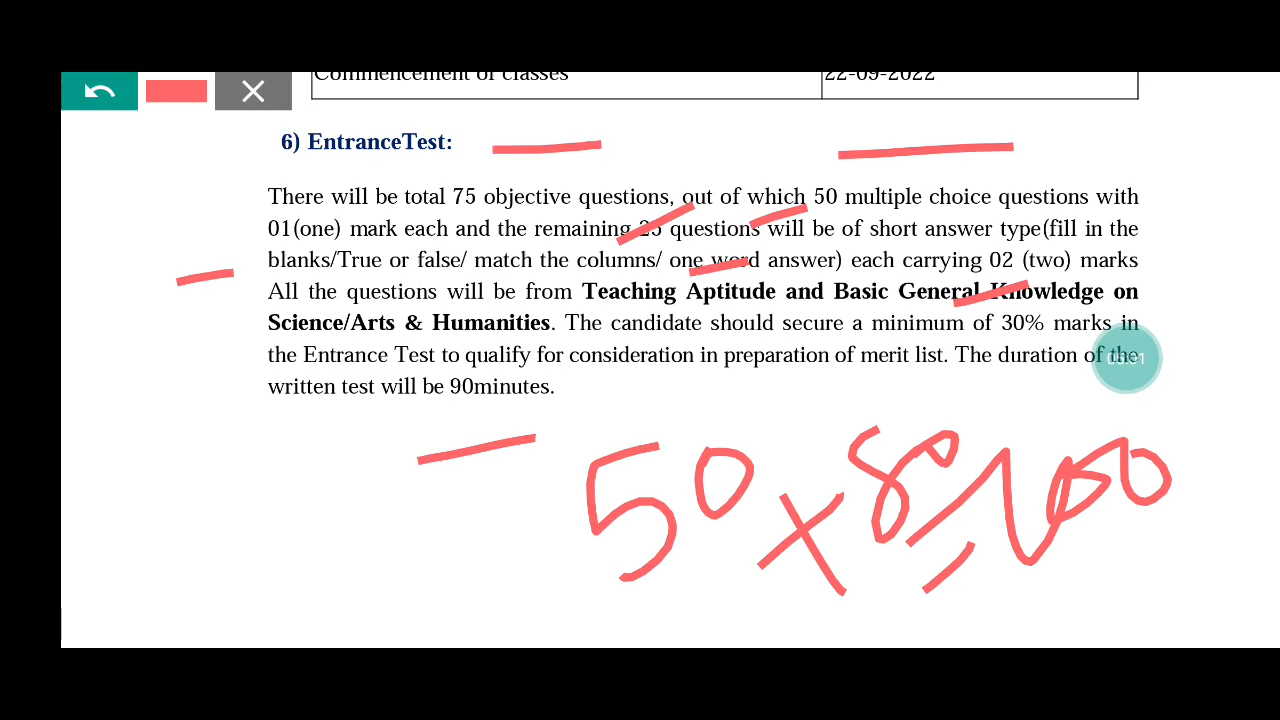 Commencement of classes 22-09-2022
6) EntranceTest:
There will be total 75 objective questions, out of which 50 multiple choice questions with
01(one) mark each and the remaining 25 questions will be of short answer type(fill in the
blanks/True or false/ match the columns/ one word answer) each carrying 02 (two) marks
All the questions will be from Teaching Aptitude and Basic General Knowledge on
Science/Arts & Humanities. The candidate should secure a minimum of 30% marks in
the Entrance Test to qualify for consideration in preparation of merit list. The duration of the
written test will be 90minutes.
50 x 50 = 100